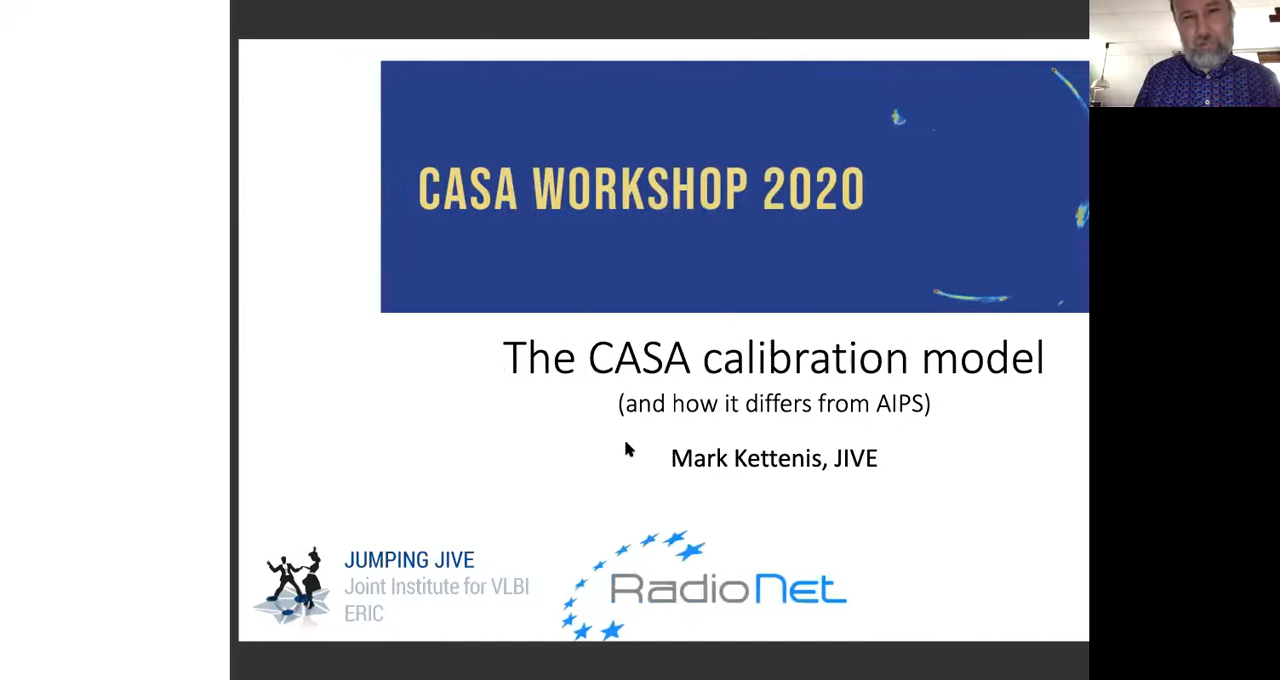 CASA WORKSHOP 2020
The CASA calibration model
(and how it differs from AIPS)
Mark Kettenis, JIVE
JUMPING JIVE
Joint Institute for VLBI
ERIC
RadioNet